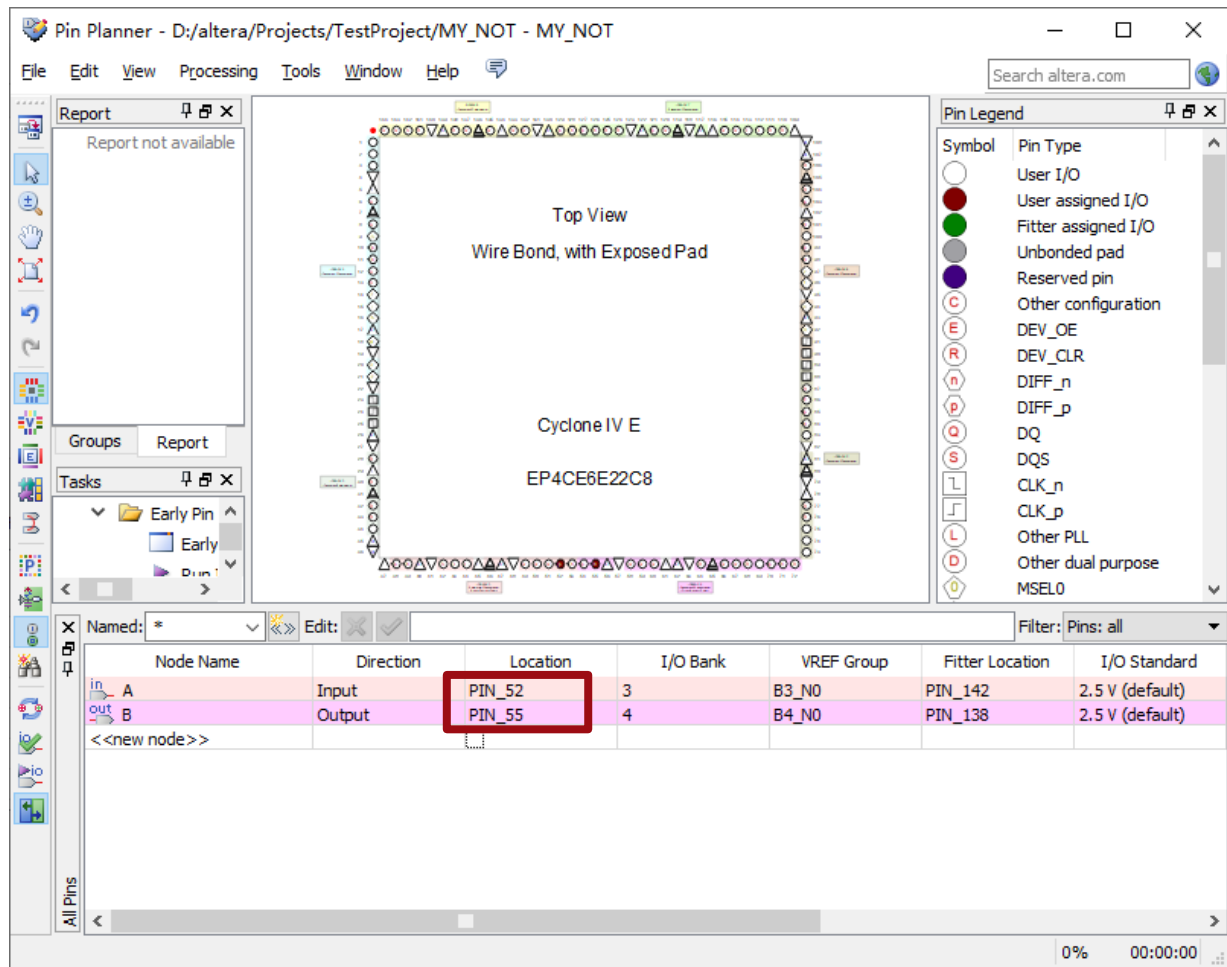 Pin Planner - D:/altera/Projects/TestProject/MY_NOT - MY_NOT
File Edit View Processing Tools Window Help
Search altera.com
Report
Report not available
Groups Report
Tasks
Early Pin
Early
Top View
Wire Bond, with Exposed Pad
Cyclone IV E
EP4CE6E22C8
Pin Legend
Symbol Pin Type
User I/O
User assigned I/O
Fitter assigned I/O
Unbonded pad
Reserved pin
C Other configuration
E DEV_OE
R DEV_CLR
n DIFF_n
p DIFF_p
Q DQ
S DQS
CLK_n
CLK_p
L Other PLL
D Other dual purpose
0 MSEL0
Named: * Edit: Filter: Pins: all
Node Name Direction Location I/O Bank VREF Group Fitter Location I/O Standard
in A Input PIN_52 3 B3_N0 PIN_142 2.5 V (default)
out B Output PIN_55 4 B4_N0 PIN_138 2.5 V (default)
<<new node>>
All Pins
0% 00:00:00